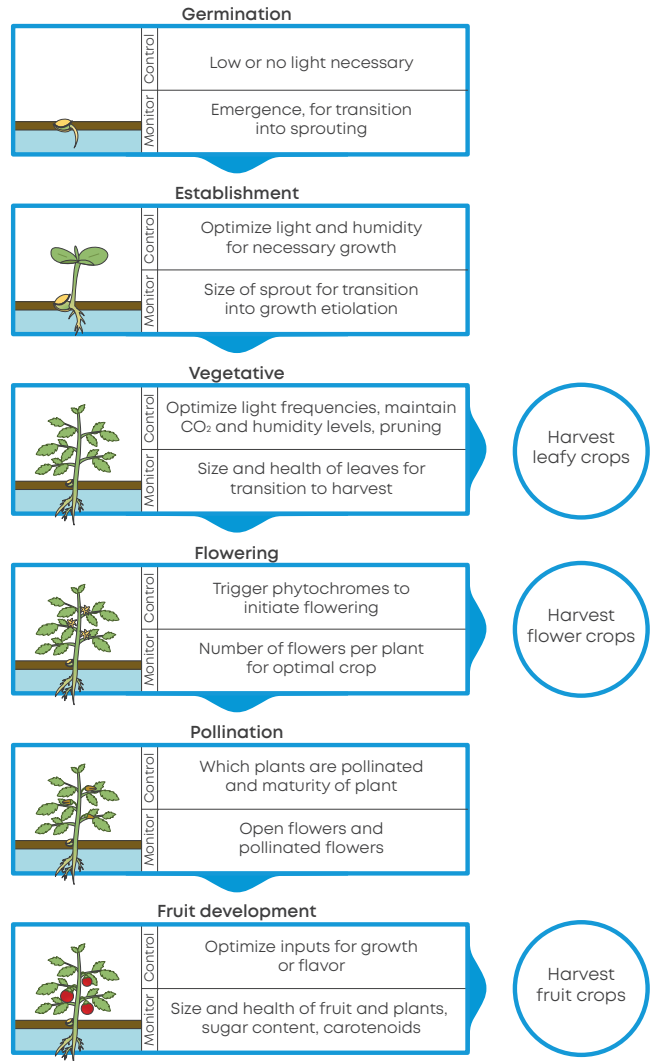 Germination
Control
Low or no light necessary
Monitor
Emergence, for transition
into sprouting
Establishment
Control
Optimize light and humidity
for necessary growth
Monitor
Size of sprout for transition
into growth etiolation
Vegetative
Control
Optimize light frequencies, maintain
CO₂ and humidity levels, pruning
Monitor
Size and health of leaves for
transition to harvest
Harvest
leafy crops
Flowering
Control
Trigger phytochromes to
initiate flowering
Monitor
Number of flowers per plant
for optimal crop
Harvest
flower crops
Pollination
Control
Which plants are pollinated
and maturity of plant
Monitor
Open flowers and
pollinated flowers
Fruit development
Control
Optimize inputs for growth
or flavor
Monitor
Size and health of fruit and plants,
sugar content, carotenoids
Harvest
fruit crops